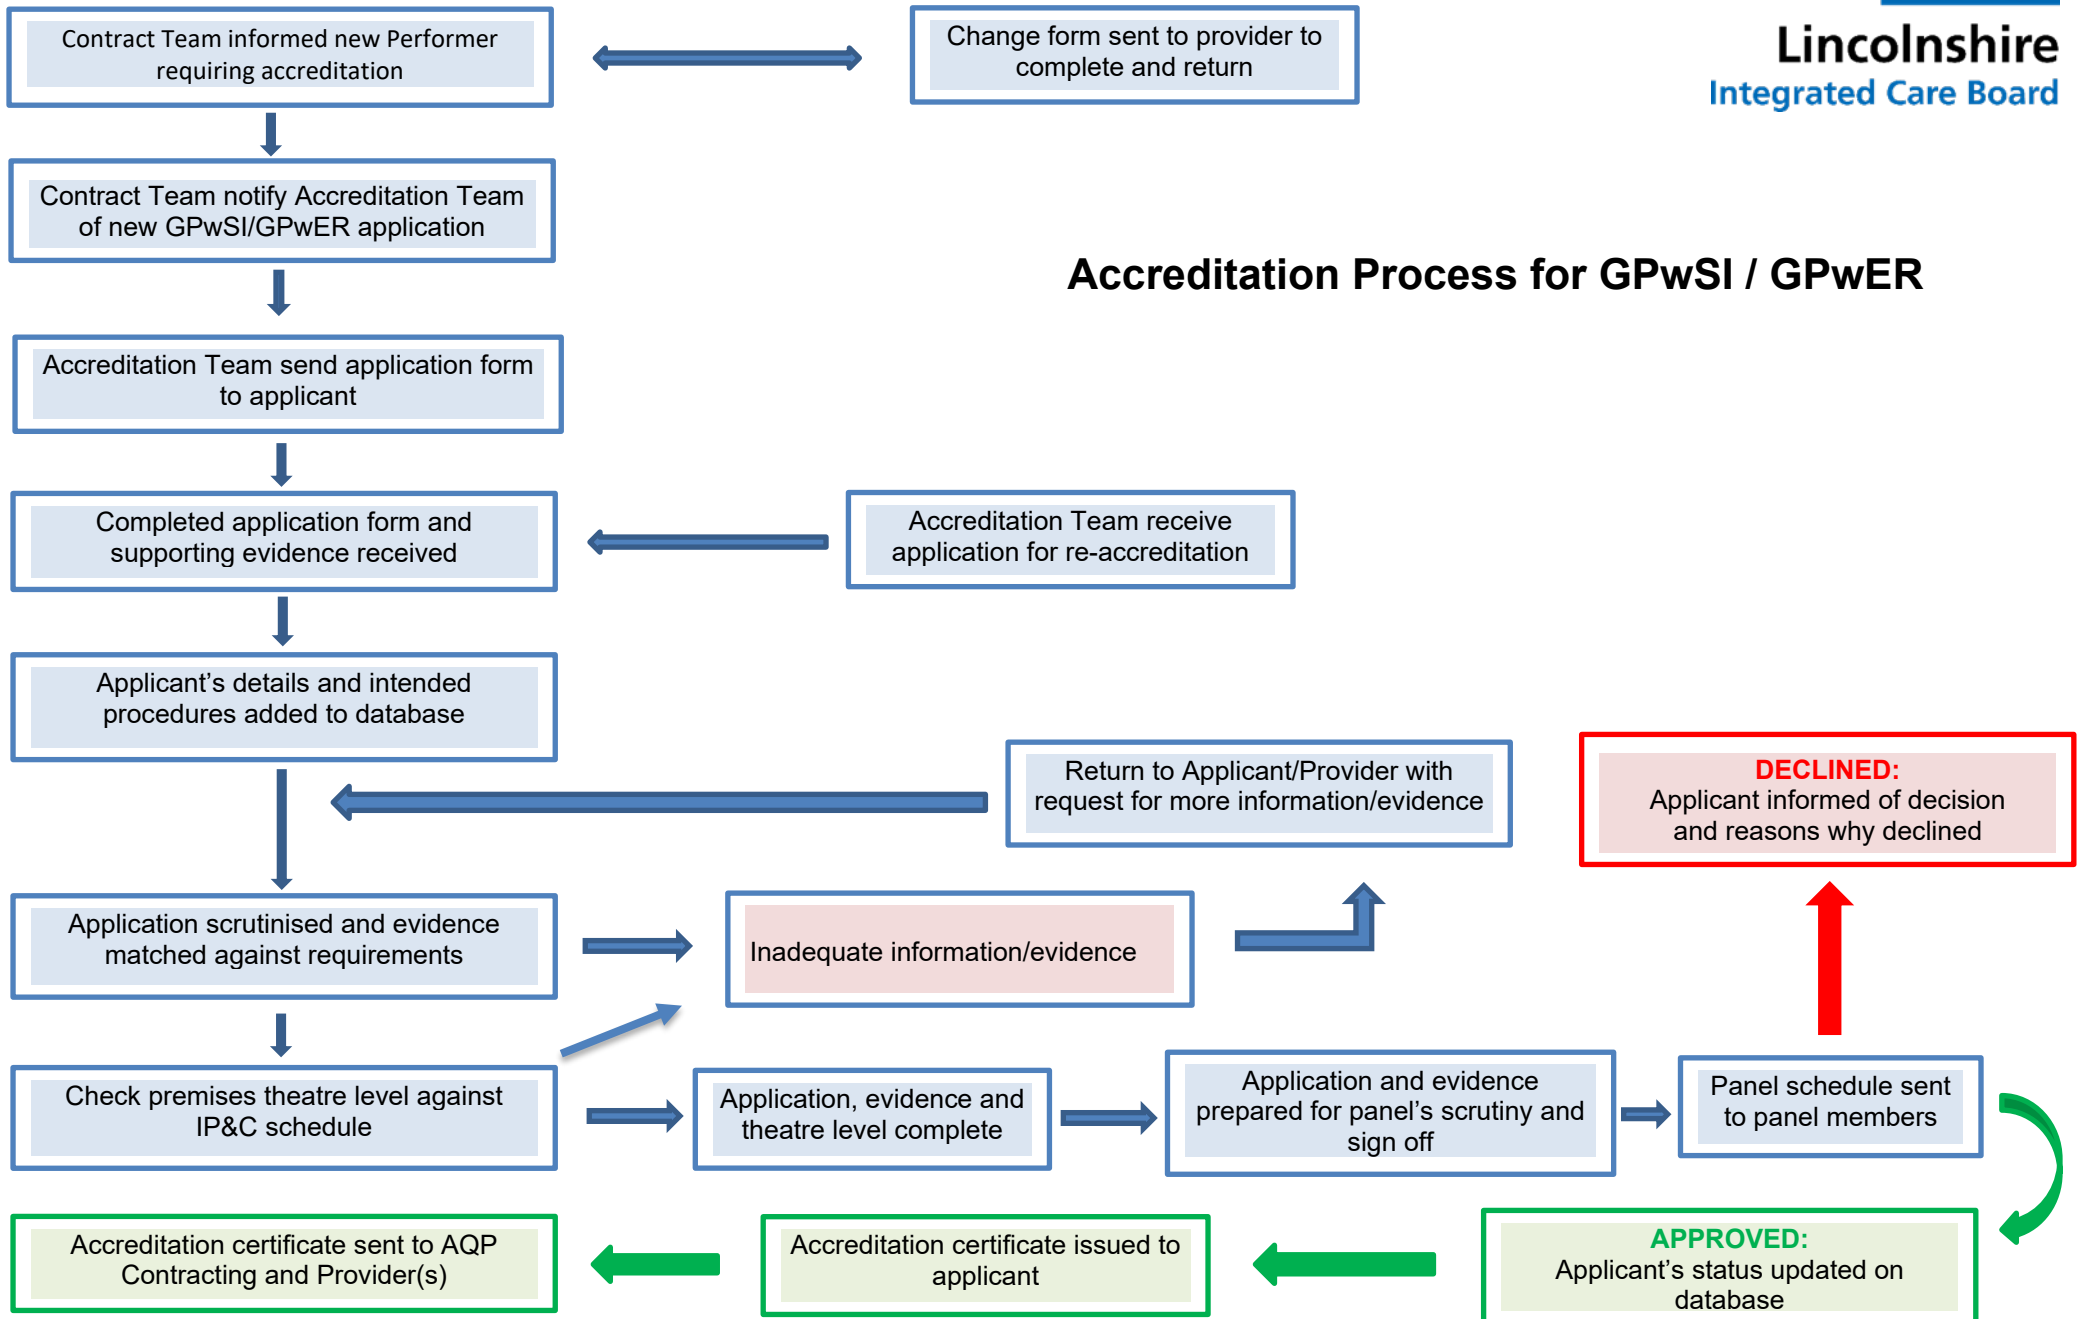 Contract Team informed new Performer
requiring accreditation
Change form sent to provider to
complete and return
Lincolnshire
Integrated Care Board
Contract Team notify Accreditation Team
of new GPwSI/GPwER application
Accreditation Process for GPwSI / GPwER
Accreditation Team send application form
to applicant
Completed application form and
supporting evidence received
Accreditation Team receive
application for re-accreditation
Applicant’s details and intended
procedures added to database
Return to Applicant/Provider with
request for more information/evidence
DECLINED:
Applicant informed of decision
and reasons why declined
Application scrutinised and evidence
matched against requirements
Inadequate information/evidence
Check premises theatre level against
IP&C schedule
Application, evidence and
theatre level complete
Application and evidence
prepared for panel’s scrutiny and
sign off
Panel schedule sent
to panel members
Accreditation certificate sent to AQP
Contracting and Provider(s)
Accreditation certificate issued to
applicant
APPROVED:
Applicant’s status updated on
database